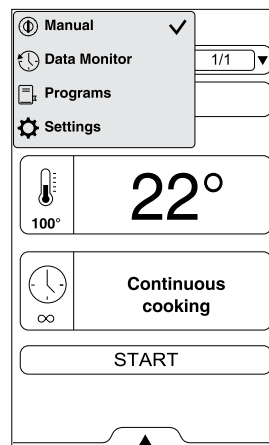 Manual
Data Monitor
1/1
Programs
Settings
100°
22°
∞
Continuous
cooking
START